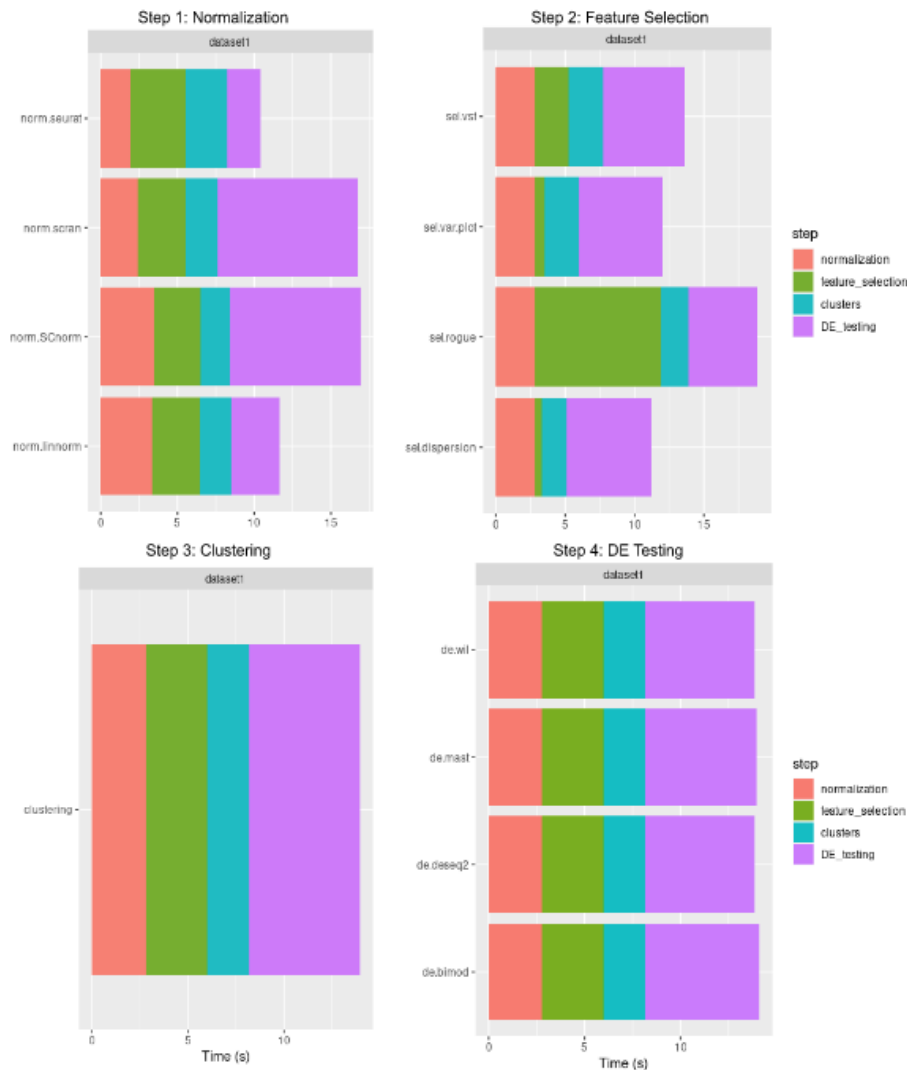 Step 1: Normalization
dataset1
norm.seurat
norm.scran
norm.SCnorm
norm.linnorm
0 5 10 15
Step 2: Feature Selection
dataset1
sel.vst
sel.var.plot
sel.rogue
sel.dispersion
0 5 10 15
step
normalization
feature_selection
clusters
DE_testing
Step 3: Clustering
dataset1
clustering
0 5 10
Time (s)
Step 4: DE Testing
dataset1
de.wil
de.mast
de.deseq2
de.bimod
0 5 10
Time (s)
step
normalization
feature_selection
clusters
DE_testing